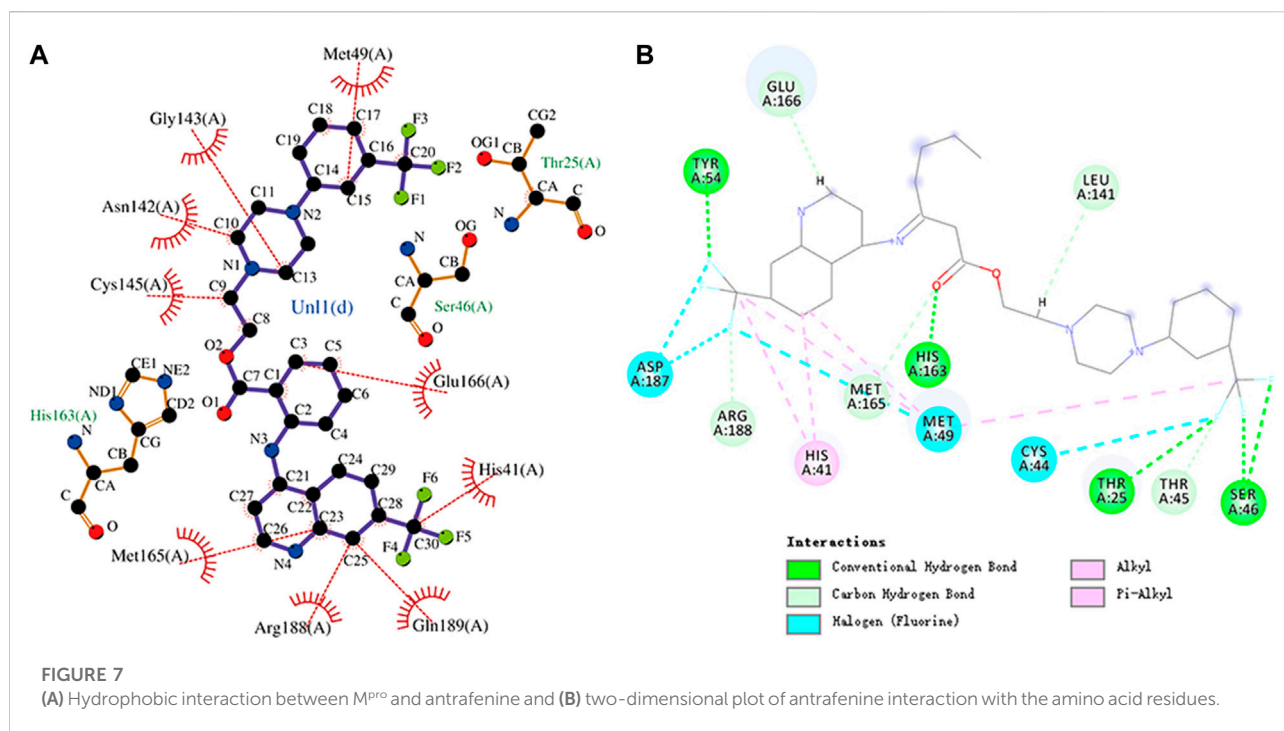 A
Met49(A)
F3
C18
C17
CG2
Gly143(A)
C19
C16
C20
F2
OG1
CB
C14
C15
F1
Thr25(A)
CA
C
C11
N2
N
O
Asn142(A)
C10
OG
N
N1
C13
CA
CB
Cys145(A)
C9
Unl1(d)
C
Ser46(A)
C8
O
O2
C3
C5
CE1
NE2
C7
C1
Glu166(A)
ND1
O1
C6
His163(A)
CD2
C2
N
CG
C4
CB
N3
CA
C24
His41(A)
C
C21
C29
F6
C27
C22
C28
O
C23
C26
F5
Met165(A)
F4
C30
N4
C25
Arg188(A)
Gln189(A)
B
GLU
A:166
TYR
A:54
H
LEU
A:141
N
N
O
O
H
N
N
ASP
A:187
HIS
A:163
MET
A:165
ARG
A:188
MET
A:49
HIS
A:41
CYS
A:44
THR
A:25
THR
A:45
SER
A:46
Interactions
Conventional Hydrogen Bond
Alkyl
Carbon Hydrogen Bond
Pi-Alkyl
Halogen (Fluorine)
FIGURE 7
(A) Hydrophobic interaction between Mᵖʳᵒ and antrafenine and (B) two-dimensional plot of antrafenine interaction with the amino acid residues.